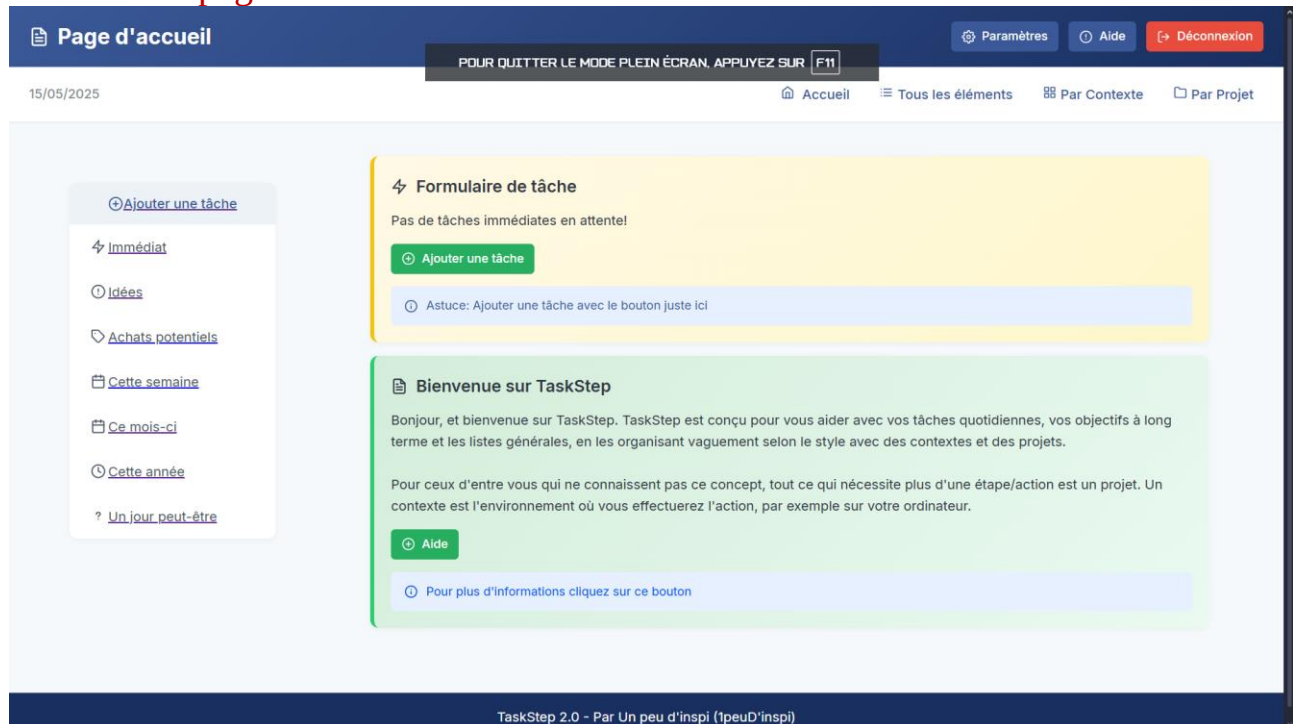 Page d'accueil
Paramètres
Aide
Déconnexion
POUR QUITTER LE MODE PLEIN ÉCRAN, APPUYEZ SUR F11
15/05/2025
Accueil
Tous les éléments
Par Contexte
Par Projet
Ajouter une tâche
Immédiat
Idées
Achats potentiels
Cette semaine
Ce mois-ci
Cette année
? Un jour peut-être
Formulaire de tâche
Pas de tâches immédiates en attente!
Ajouter une tâche
Astuce: Ajouter une tâche avec le bouton juste ici
Bienvenue sur TaskStep
Bonjour, et bienvenue sur TaskStep. TaskStep est conçu pour vous aider avec vos tâches quotidiennes, vos objectifs à long
terme et les listes générales, en les organisant vaguement selon le style avec des contextes et des projets.
Pour ceux d'entre vous qui ne connaissent pas ce concept, tout ce qui nécessite plus d'une étape/action est un projet. Un
contexte est l'environnement où vous effectuerez l'action, par exemple sur votre ordinateur.
Aide
Pour plus d'informations cliquez sur ce bouton
TaskStep 2.0 - Par Un peu d'inspi (1peuD'inspi)